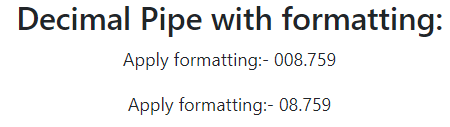 Decimal Pipe with formatting:
Apply formatting:- 008.759
Apply formatting:- 08.759